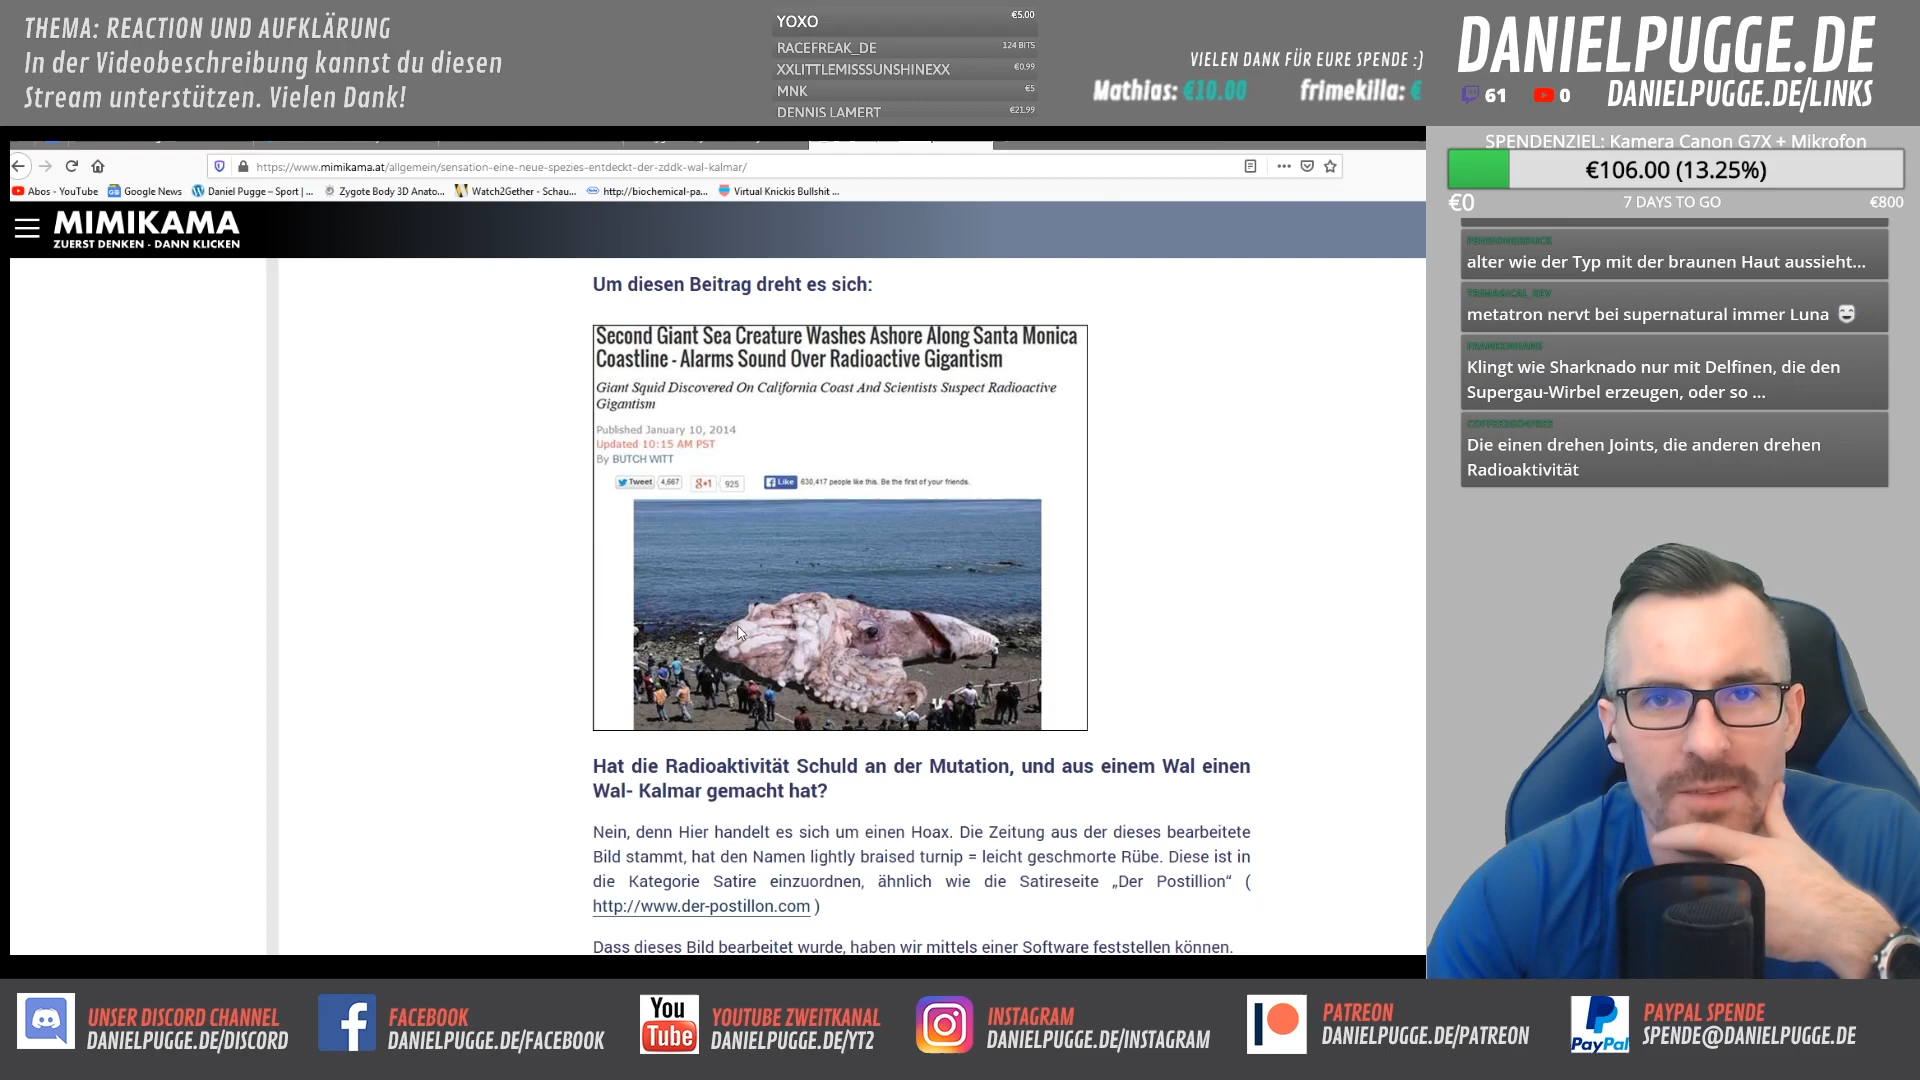 THEMA: REACTION UND AUFKLÄRUNG
In der Videobeschreibung kannst du diesen
Stream unterstützen. Vielen Dank!
YOXO €5.00
RACEFREAK_DE 124 BITS
XXLITTLEMISSSUNSHINEXX €0.99
MNK €5
DENNIS LAMERT €21.99
VIELEN DANK FÜR EURE SPENDE :)
Mathias: €10.00 frimekilla: €
DANIELPUGGE.DE
61 0 DANIELPUGGE.DE/LINKS
https://www.mimikama.at/allgemein/sensation-eine-neue-spezies-entdeckt-der-zddk-wal-kalmar/
Abos - YouTube Google News Daniel Pugge – Sport | ... Zygote Body 3D Anato... Watch2Gether - Schau... http://biochemical-pa... Virtual Knickis Bullshit ...
MIMIKAMA
ZUERST DENKEN - DANN KLICKEN
Um diesen Beitrag dreht es sich:
Second Giant Sea Creature Washes Ashore Along Santa Monica
Coastline - Alarms Sound Over Radioactive Gigantism
Giant Squid Discovered On California Coast And Scientists Suspect Radioactive
Gigantism
Published January 10, 2014
Updated 10:15 AM PST
By BUTCH WITT
Tweet 4,667 g+1 925 Like 630,417 people like this. Be the first of your friends.
Hat die Radioaktivität Schuld an der Mutation, und aus einem Wal einen
Wal- Kalmar gemacht hat?
Nein, denn Hier handelt es sich um einen Hoax. Die Zeitung aus der dieses bearbeitete
Bild stammt, hat den Namen lightly braised turnip = leicht geschmorte Rübe. Diese ist in
die Kategorie Satire einzuordnen, ähnlich wie die Satireseite „Der Postillion“ (
http://www.der-postillon.com )
Dass dieses Bild bearbeitet wurde, haben wir mittels einer Software feststellen können.
SPENDENZIEL: Kamera Canon G7X + Mikrofon
€106.00 (13.25%)
€0 7 DAYS TO GO €800
alter wie der Typ mit der braunen Haut aussieht...
TRIMAGICAL_KEV
metatron nervt bei supernatural immer Luna
FRANKENHANS
Klingt wie Sharknado nur mit Delfinen, die den
Supergau-Wirbel erzeugen, oder so ...
Die einen drehen Joints, die anderen drehen
Radioaktivität
UNSER DISCORD CHANNEL
DANIELPUGGE.DE/DISCORD
FACEBOOK
DANIELPUGGE.DE/FACEBOOK
You
Tube
YOUTUBE ZWEITKANAL
DANIELPUGGE.DE/YT2
INSTAGRAM
DANIELPUGGE.DE/INSTAGRAM
PATREON
DANIELPUGGE.DE/PATREON
PayPal
PAYPAL SPENDE
SPENDE@DANIELPUGGE.DE